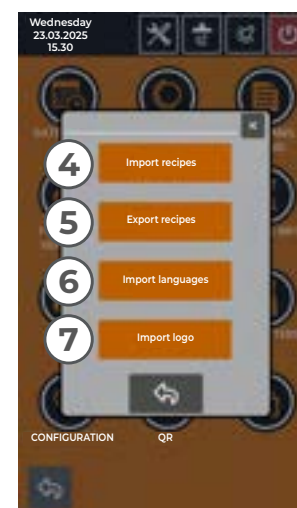 Wednesday
23.03.2025
15.30
4 Import recipes
5 Export recipes
6 Import languages
7 Import logo
CONFIGURATION QR